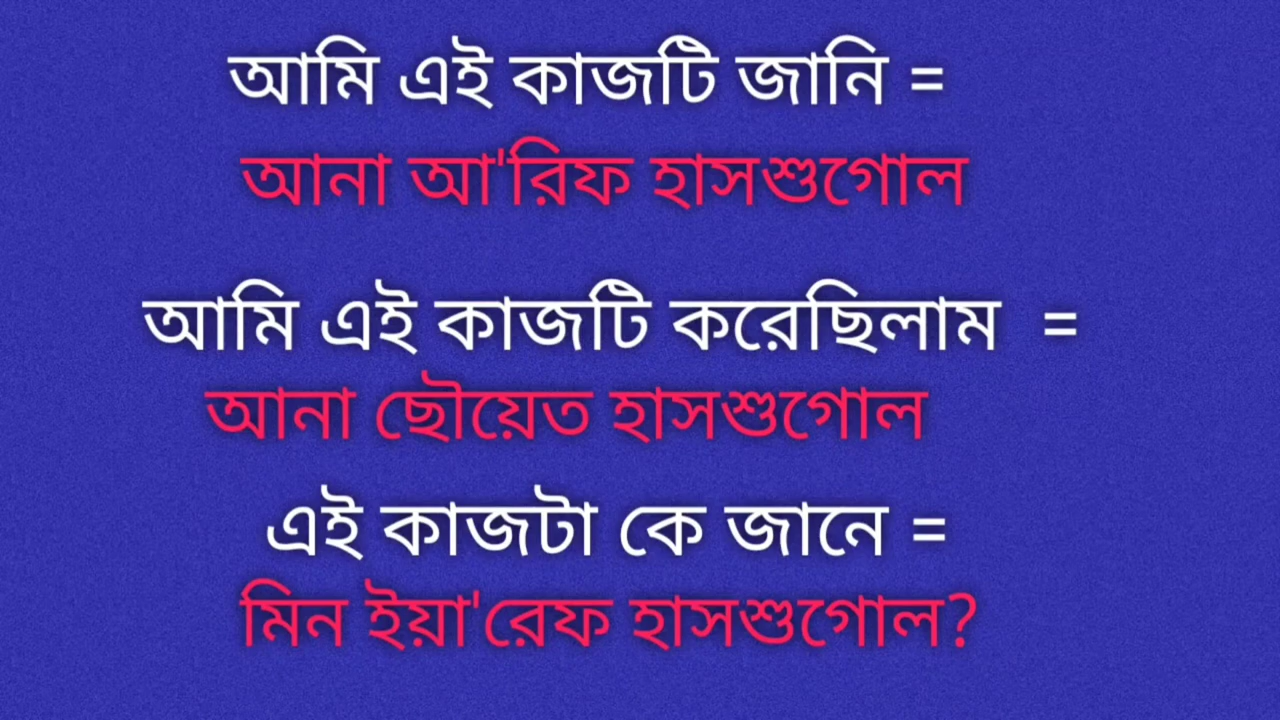 আমি এই কাজটি জানি =
আনা আ'রিফ হাসশুগোল
আমি এই কাজটি করেছিলাম =
আনা ছৌয়েত হাসশুগোল
এই কাজটা কে জানে =
মিন ইয়া'রেফ হাসশুগোল?